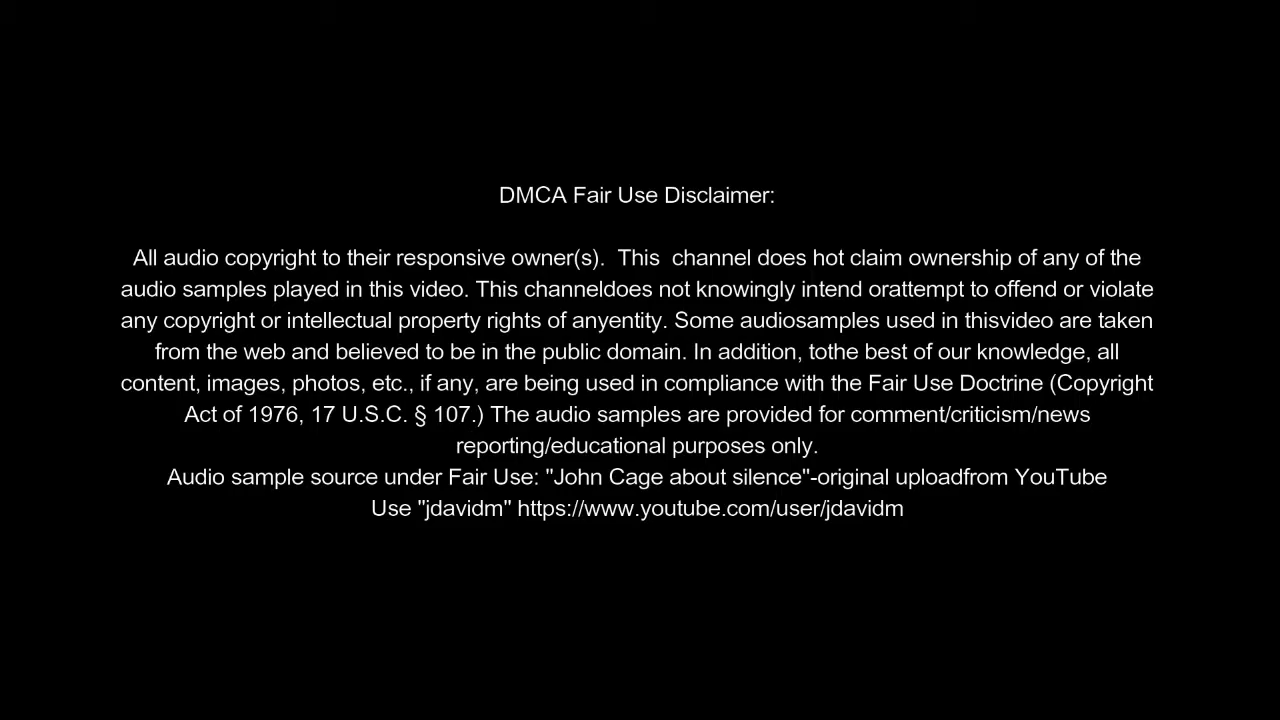 DMCA Fair Use Disclaimer:
All audio copyright to their responsive owner(s).  This  channel does hot claim ownership of any of the
audio samples played in this video. This channeldoes not knowingly intend orattempt to offend or violate
any copyright or intellectual property rights of anyentity. Some audiosamples used in thisvideo are taken
from the web and believed to be in the public domain. In addition, tothe best of our knowledge, all
content, images, photos, etc., if any, are being used in compliance with the Fair Use Doctrine (Copyright
Act of 1976, 17 U.S.C. § 107.) The audio samples are provided for comment/criticism/news
reporting/educational purposes only.
Audio sample source under Fair Use: "John Cage about silence"-original uploadfrom YouTube
Use "jdavidm" https://www.youtube.com/user/jdavidm